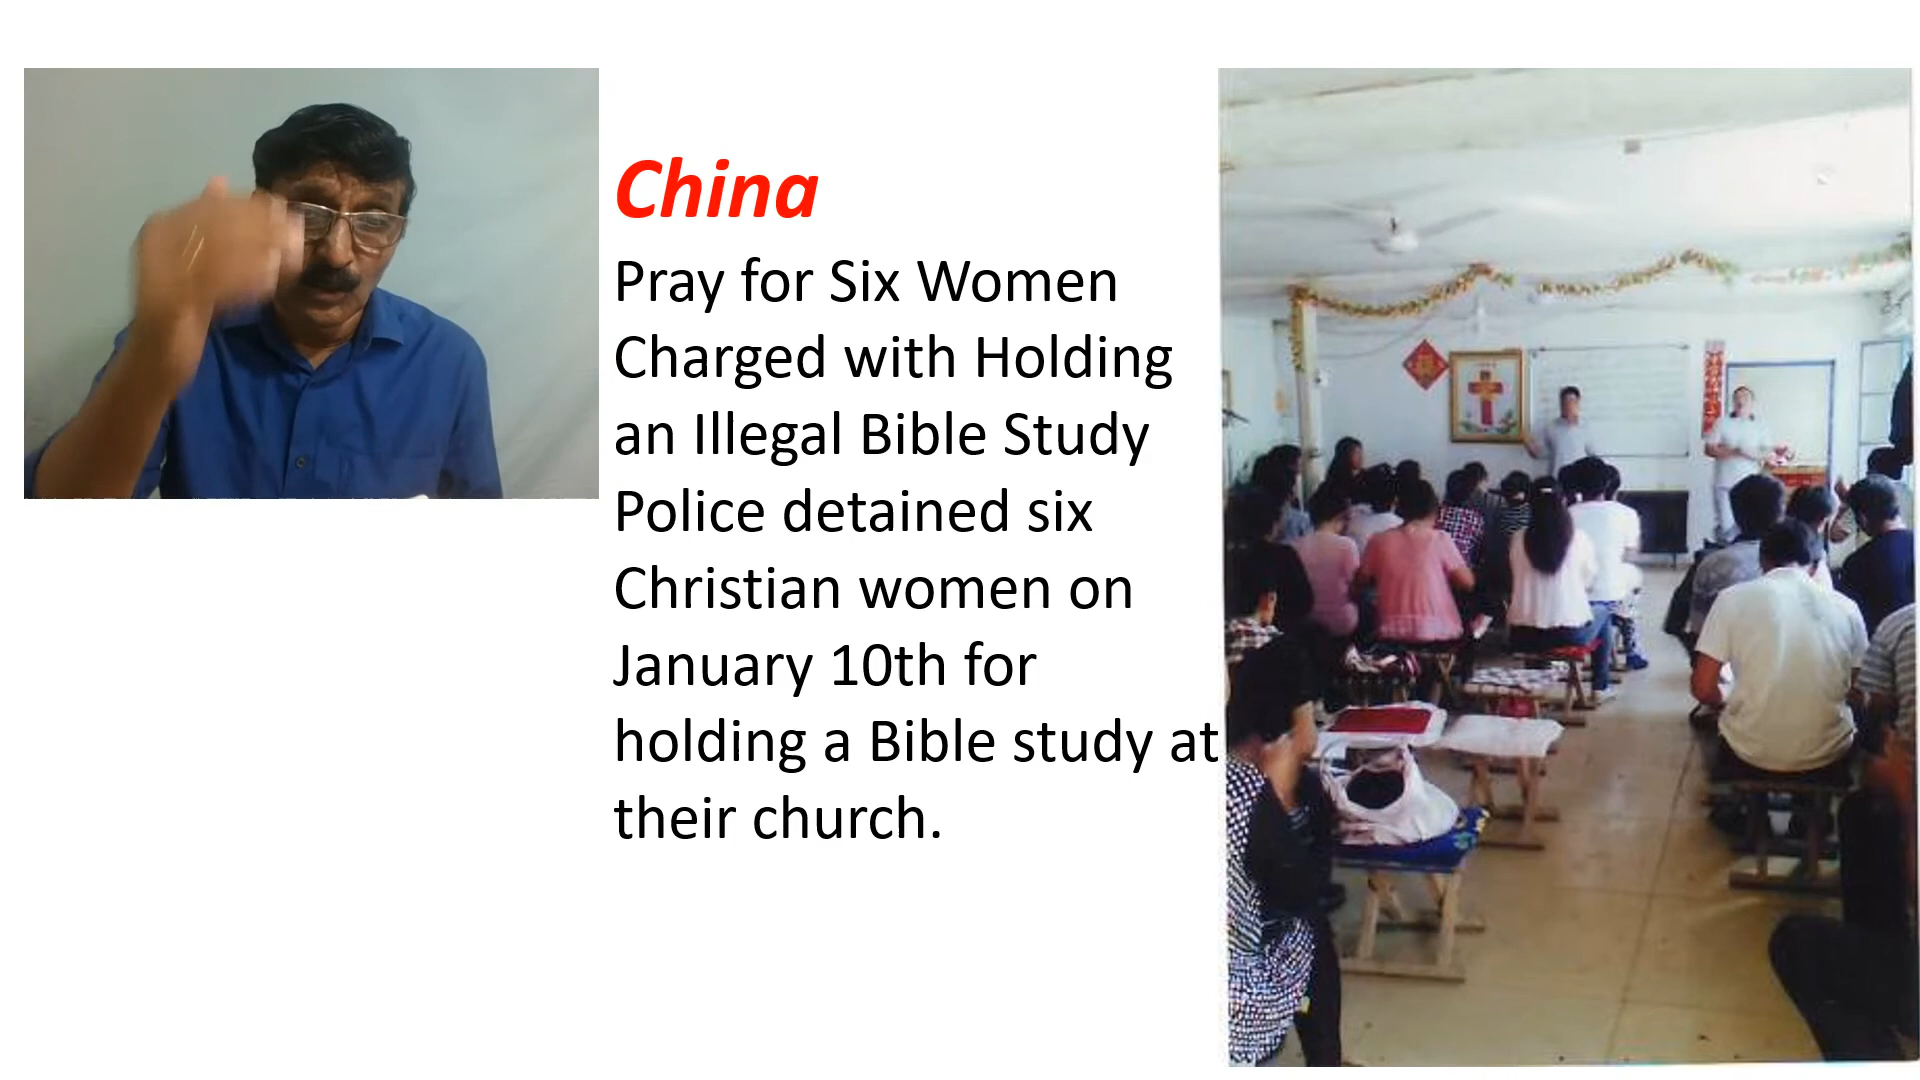 China
Pray for Six Women
Charged with Holding
an Illegal Bible Study
Police detained six
Christian women on
January 10th for
holding a Bible study at
their church.